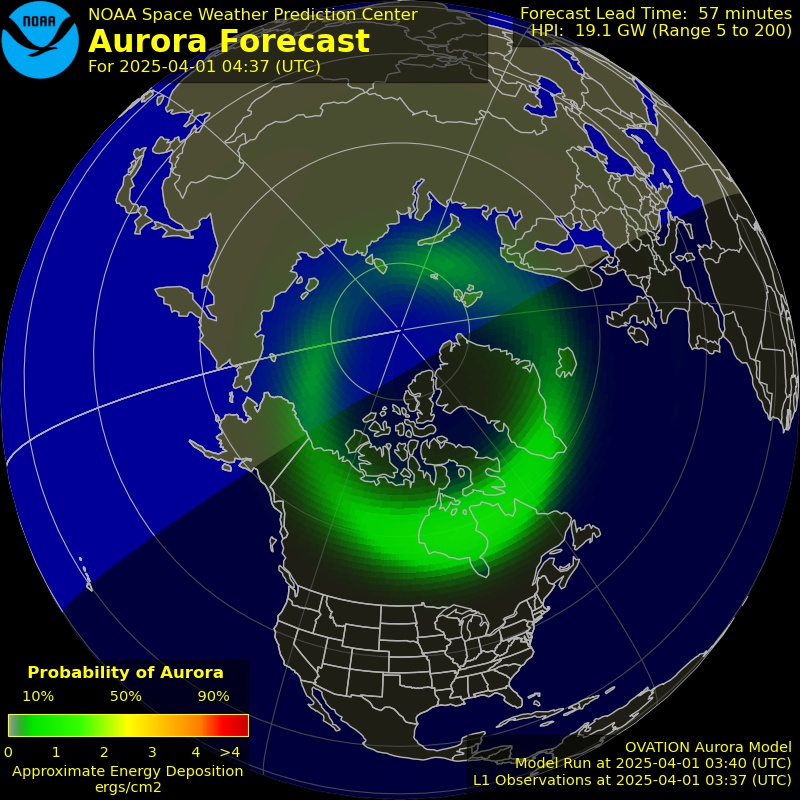 NOAA
NOAA Space Weather Prediction Center
Aurora Forecast
For 2025-04-01 04:37 (UTC)
Forecast Lead Time: 57 minutes
HPI: 19.1 GW (Range 5 to 200)
Probability of Aurora
10% 50% 90%
0 1 2 3 4 >4
Approximate Energy Deposition
ergs/cm2
OVATION Aurora Model
Model Run at 2025-04-01 03:40 (UTC)
L1 Observations at 2025-04-01 03:37 (UTC)